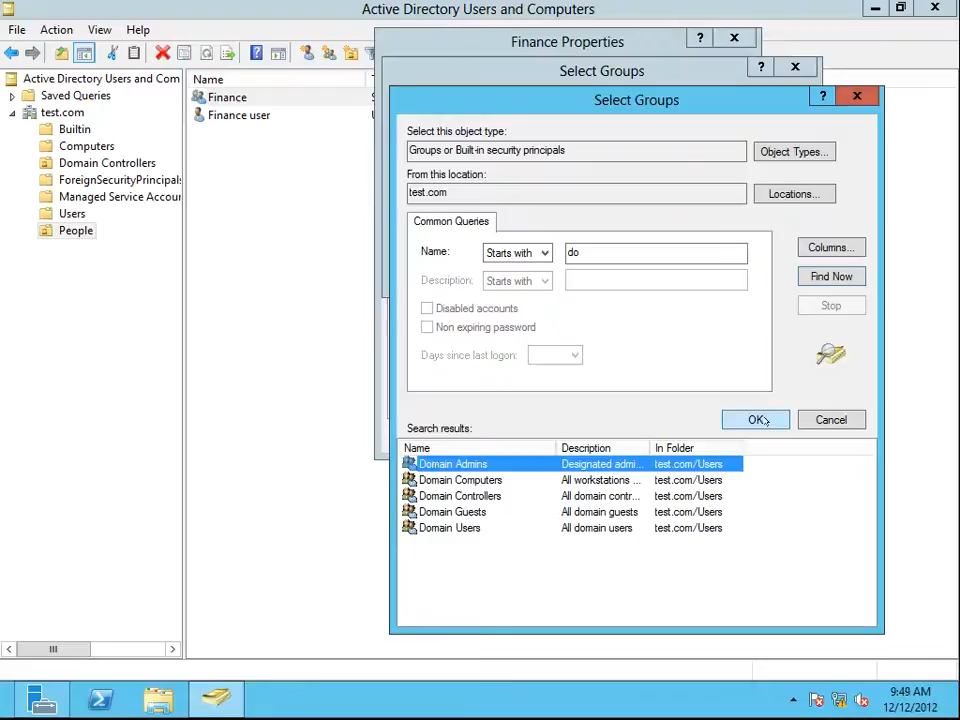 Active Directory Users and Computers
File Action View Help
Finance Properties
? x
Select Groups
? x
Select Groups
? x
Active Directory Users and Com
Saved Queries
test.com
Builtin
Computers
Domain Controllers
ForeignSecurityPrincipals
Managed Service Accour
Users
People
Name
Finance
Finance user
Select this object type:
Groups or Built-in security principals
Object Types...
From this location:
test.com
Locations...
Common Queries
Name: Starts with do
Description: Starts with
Disabled accounts
Non expiring password
Days since last logon:
Columns...
Find Now
Stop
OK Cancel
Search results:
Name Description In Folder
Domain Admins Designated admi... test.com/Users
Domain Computers All workstations ... test.com/Users
Domain Controllers All domain contr... test.com/Users
Domain Guests All domain guests test.com/Users
Domain Users All domain users test.com/Users
9:49 AM
12/12/2012